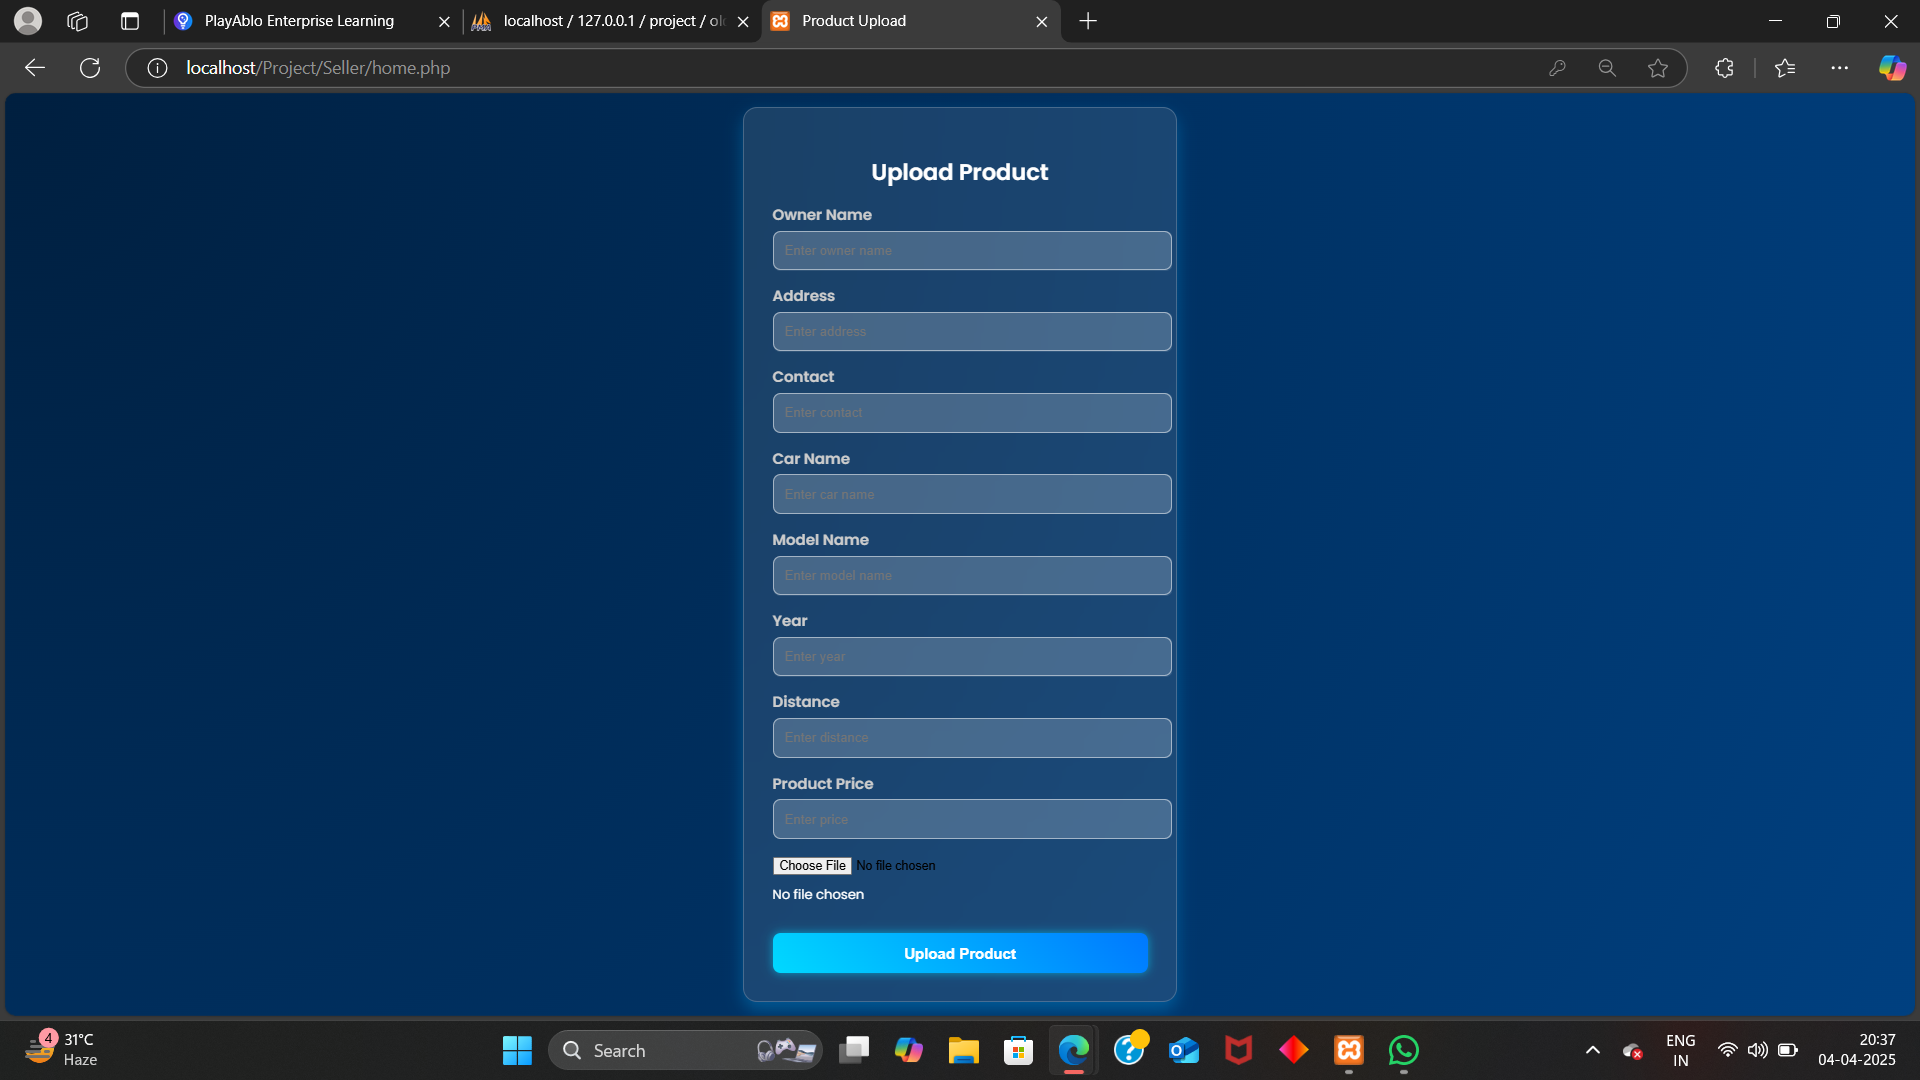 PlayAblo Enterprise Learning
localhost / 127.0.0.1 / project / old
Product Upload
localhost/Project/Seller/home.php
Upload Product
Owner Name
Enter owner name
Address
Enter address
Contact
Enter contact
Car Name
Enter car name
Model Name
Enter model name
Year
Enter year
Distance
Enter distance
Product Price
Enter price
Choose File No file chosen
No file chosen
Upload Product
4
31°C
Haze
Search
ENG
IN
20:37
04-04-2025